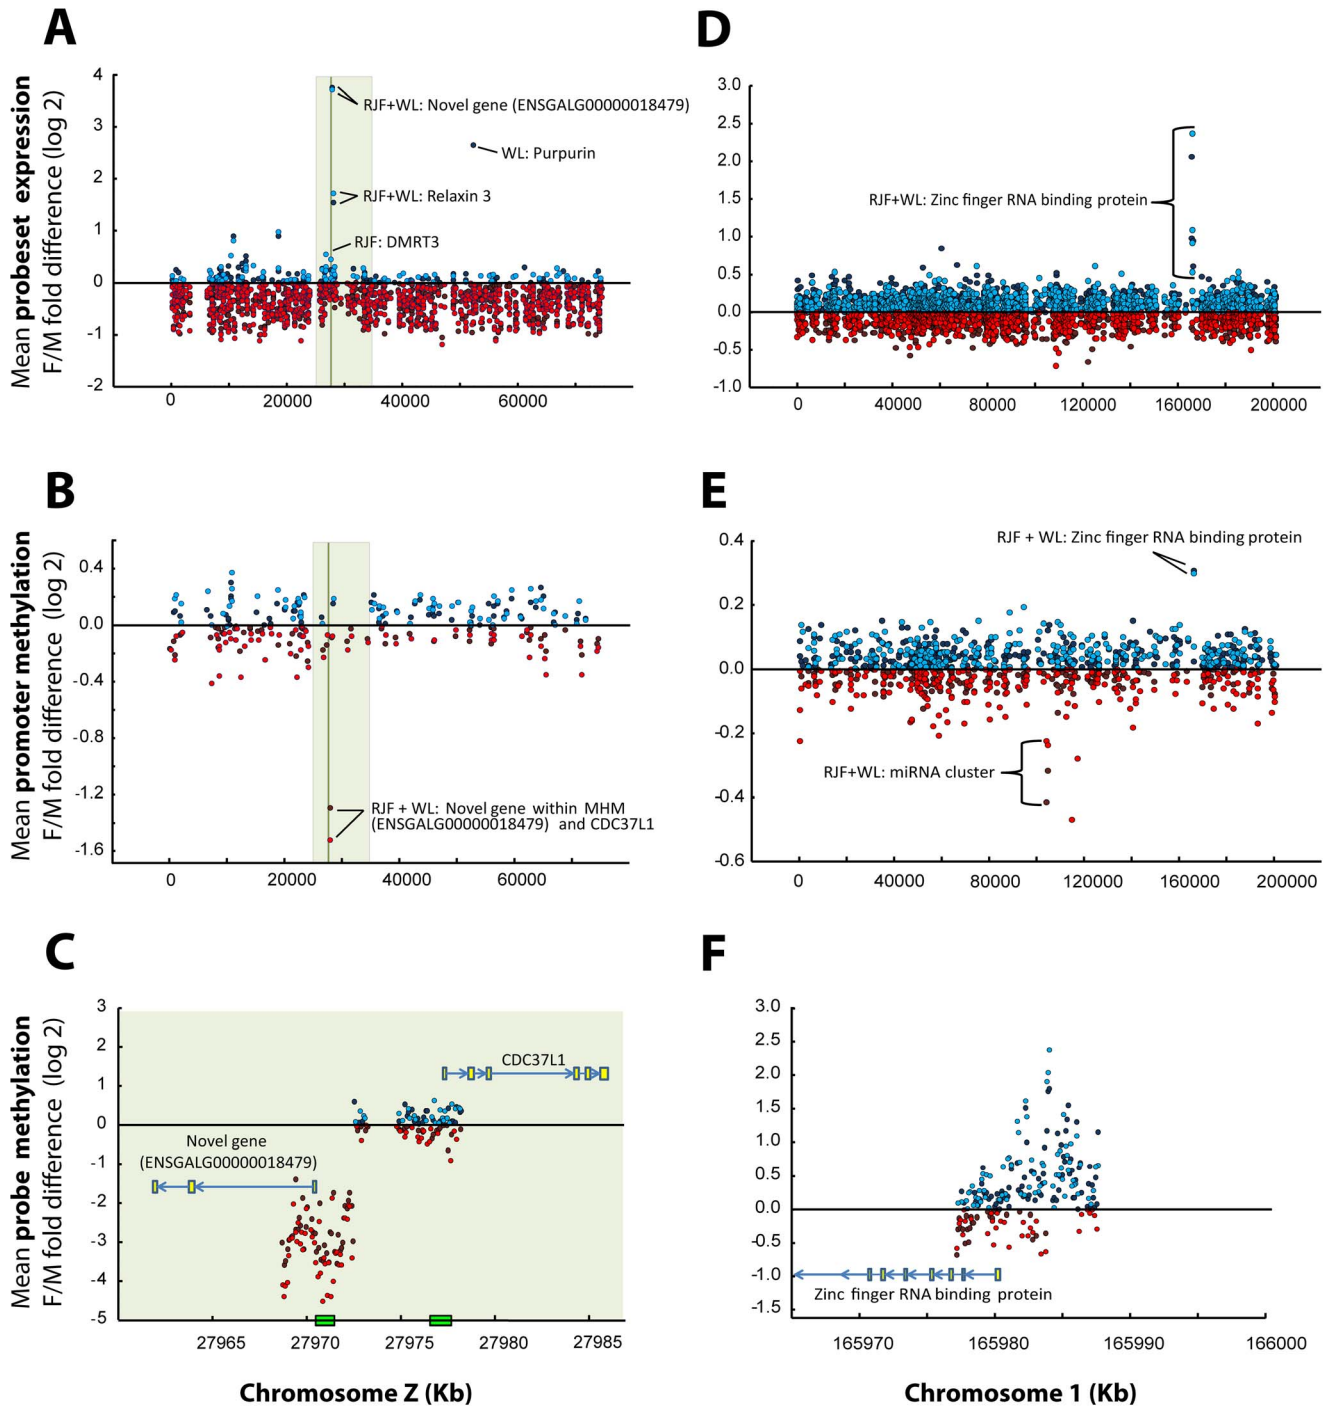 A
Mean probeset expression
F/M fold difference (log 2)
4
3
2
1
0
-1
-2
RJF+WL: Novel gene (ENSGALG00000018479)
WL: Purpurin
RJF+WL: Relaxin 3
RJF: DMRT3
0 20000 40000 60000
D
3.0
2.5
2.0
1.5
1.0
0.5
0.0
-0.5
-1.0
RJF+WL: Zinc finger RNA binding protein
0 40000 80000 120000 160000 200000
B
Mean promoter methylation
F/M fold difference (log 2)
0.4
0.0
-0.4
-0.8
-1.2
-1.6
RJF + WL: Novel gene within MHM
(ENSGALG00000018479) and CDC37L1
0 20000 40000 60000
E
0.4
0.2
0.0
-0.2
-0.4
-0.6
RJF + WL: Zinc finger RNA binding protein
RJF+WL: miRNA cluster
0 40000 80000 120000 160000 200000
C
Mean probe methylation
F/M fold difference (log 2)
3
2
1
0
-1
-2
-3
-4
-5
CDC37L1
Novel gene
(ENSGALG00000018479)
27965 27970 27975 27980 27985
Chromosome Z (Kb)
F
3.0
2.5
2.0
1.5
1.0
0.5
0.0
-0.5
-1.0
-1.5
Zinc finger RNA binding protein
165970 165980 165990 166000
Chromosome 1 (Kb)